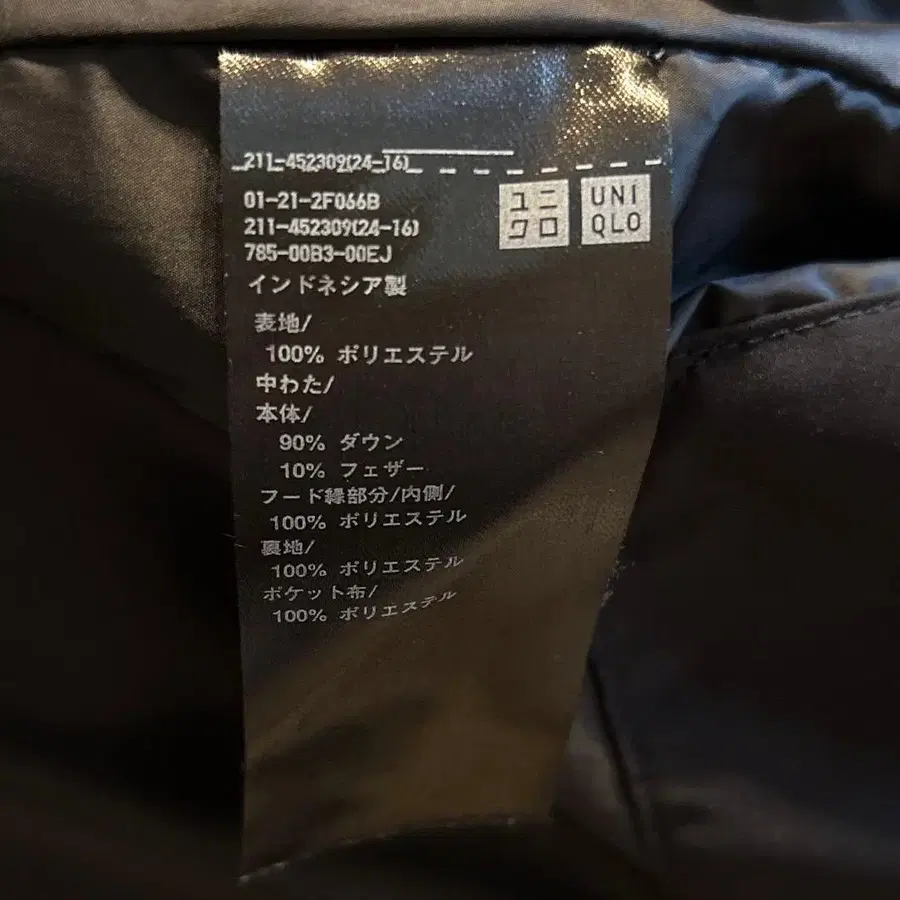 211-452309(24-16)
01-21-2F066B
211-452309(24-16)
785-00B3-00EJ
ユニクロ
UNIQLO
インドネシア製
表地/
100% ポリエステル
中わた/
本体/
90% ダウン
10% フェザー
フード縁部分/内側/
100% ポリエステル
裏地/
100% ポリエステル
ポケット布/
100% ポリエステル